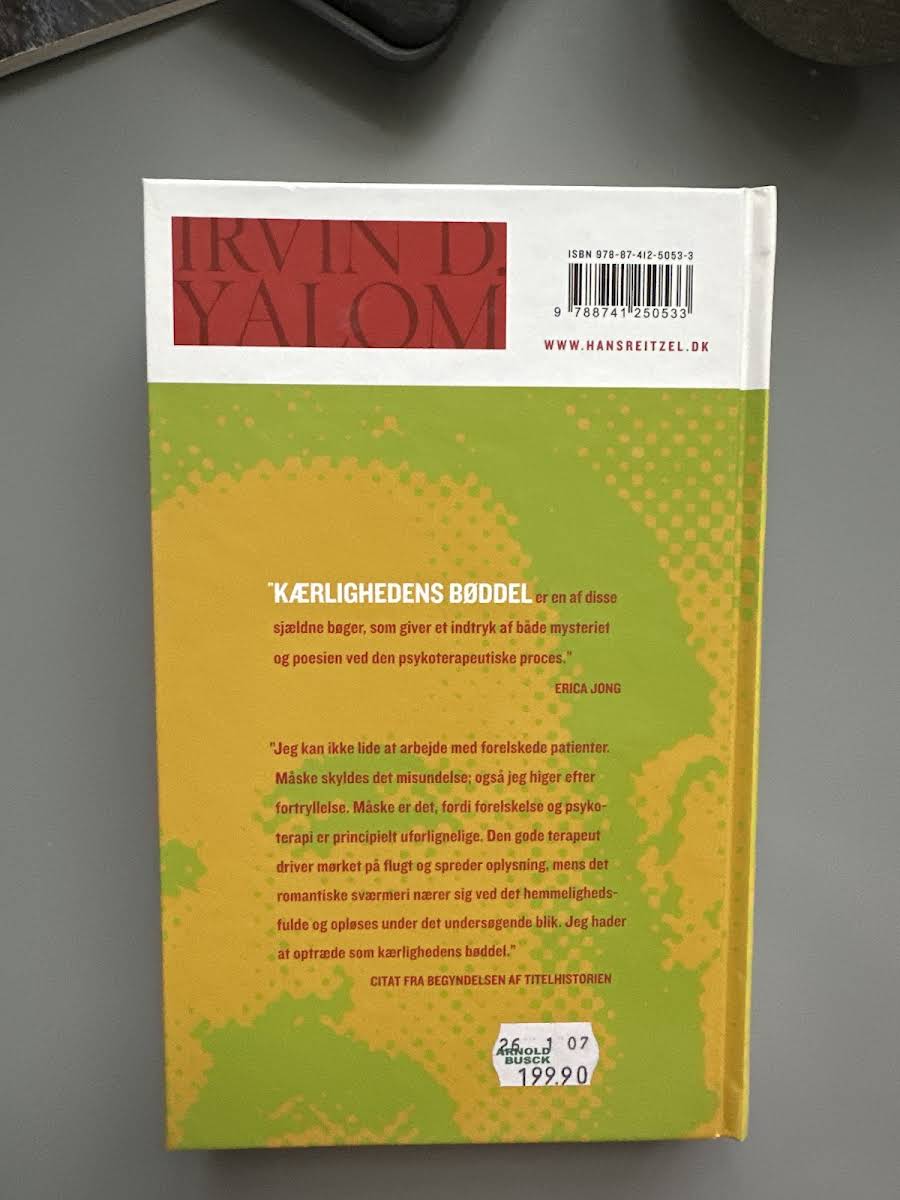 IRVIN D.
YALOM
ISBN 978-87-412-5053-3
9 788741 250533
WWW.HANSREITZEL.DK
"KÆRLIGHEDENS BØDDEL er en af disse
sjældne bøger, som giver et indtryk af både mysteriet
og poesien ved den psykoterapeutiske proces."
ERICA JONG
"Jeg kan ikke lide at arbejde med forelskede patienter.
Måske skyldes det misundelse; også jeg higer efter
fortryllelse. Måske er det, fordi forelskelse og psyko-
terapi er principielt uforlignelige. Den gode terapeut
driver mørket på flugt og spreder oplysning, mens det
romantiske sværmeri nærer sig ved det hemmeligheds-
fulde og opløses under det undersøgende blik. Jeg hader
at optræde som kærlighedens bøddel."
CITAT FRA BEGYNDELSEN AF TITELHISTORIEN
26 1 07
ARNOLD
BUSCK
199.90